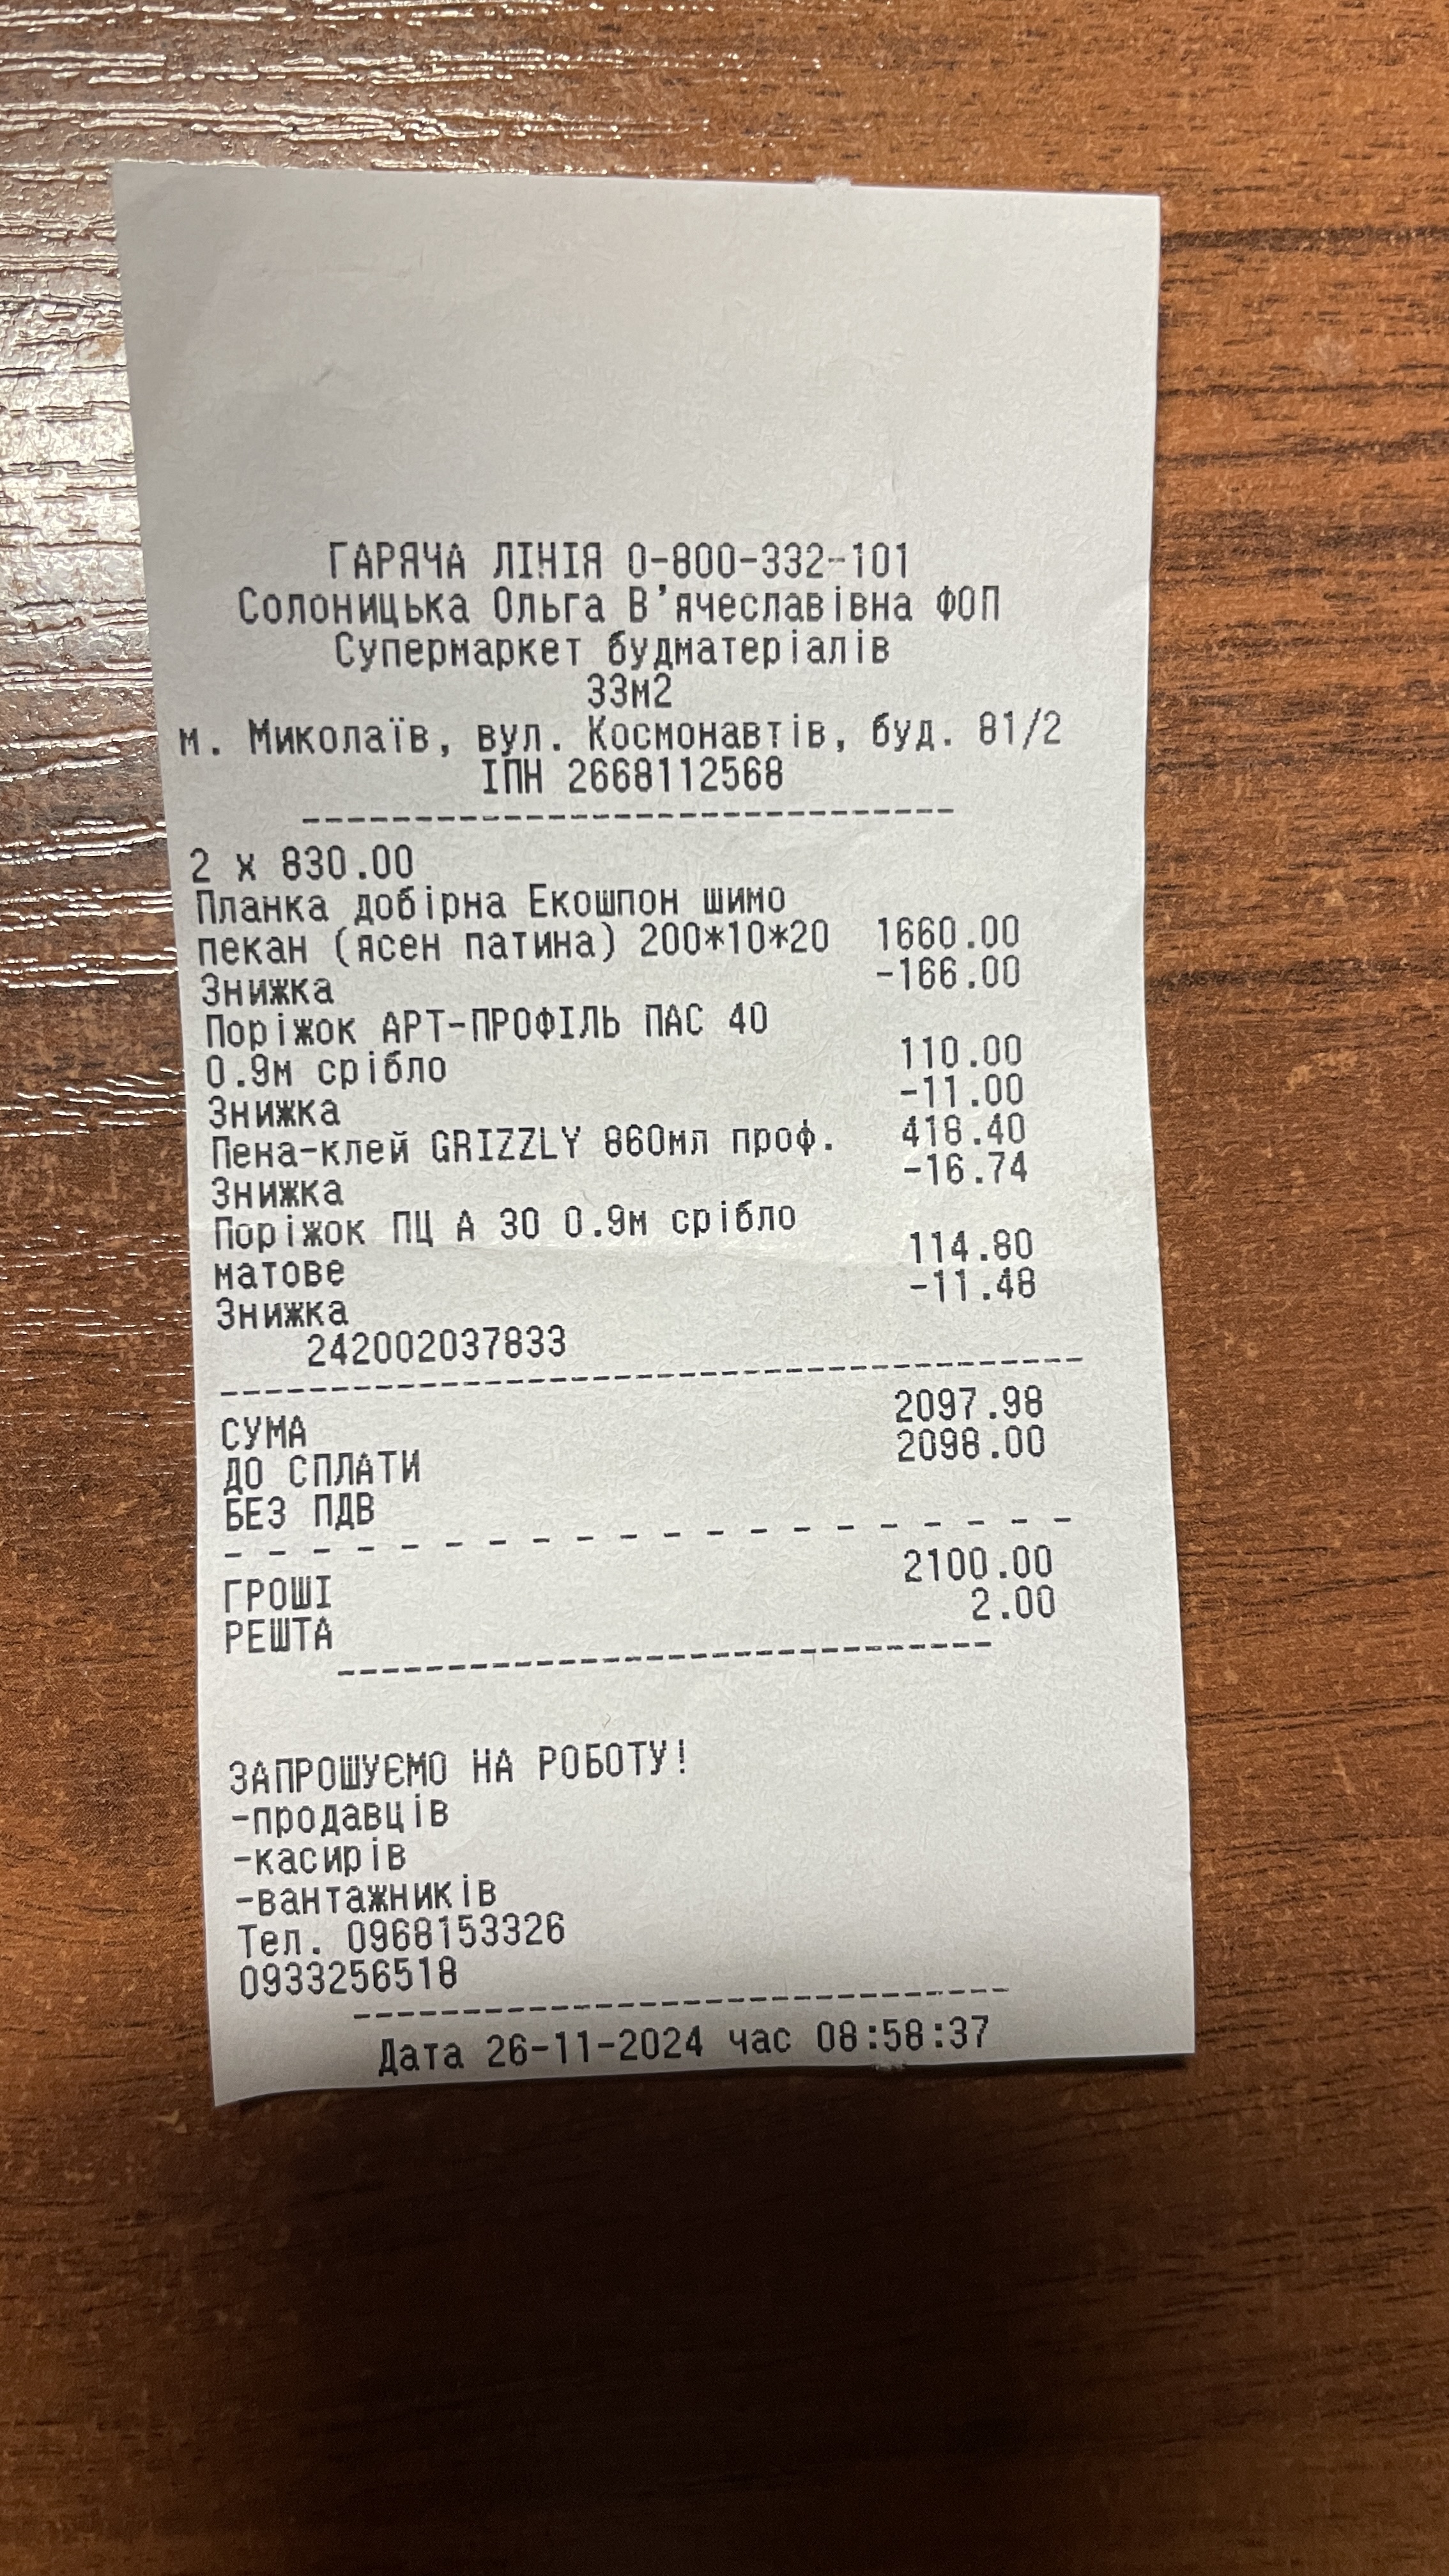 ГАРЯЧА ЛІНІЯ 0-800-332-101
Солоницька Ольга В'ячеславівна ФОП
Супермаркет будматеріалів
33м2
м. Миколаїв, вул. Космонавтів, буд. 81/2
ІПН 2668112568
------------------------------
2 x 830.00
Планка добірна Екошпон шимо
пекан (ясен патина) 200*10*20 1660.00
Знижка -166.00
Поріжок АРТ-ПРОФІЛЬ ПАС 40
0.9м срібло 110.00
Знижка -11.00
Пена-клей GRIZZLY 860мл проф. 418.40
Знижка -16.74
Поріжок ПЦ А 30 0.9м срібло
матове 114.80
Знижка -11.48
242002037833
----------------------------------------
СУМА 2097.98
ДО СПЛАТИ 2098.00
БЕЗ ПДВ
- - - - - - - - - - - - - - - - - - - -
ГРОШІ 2100.00
РЕШТА 2.00
------------------------------
ЗАПРОШУЄМО НА РОБОТУ!
-продавців
-касирів
-вантажників
Тел. 0968153326
0933256518
------------------------------
Дата 26-11-2024 час 08:58:37